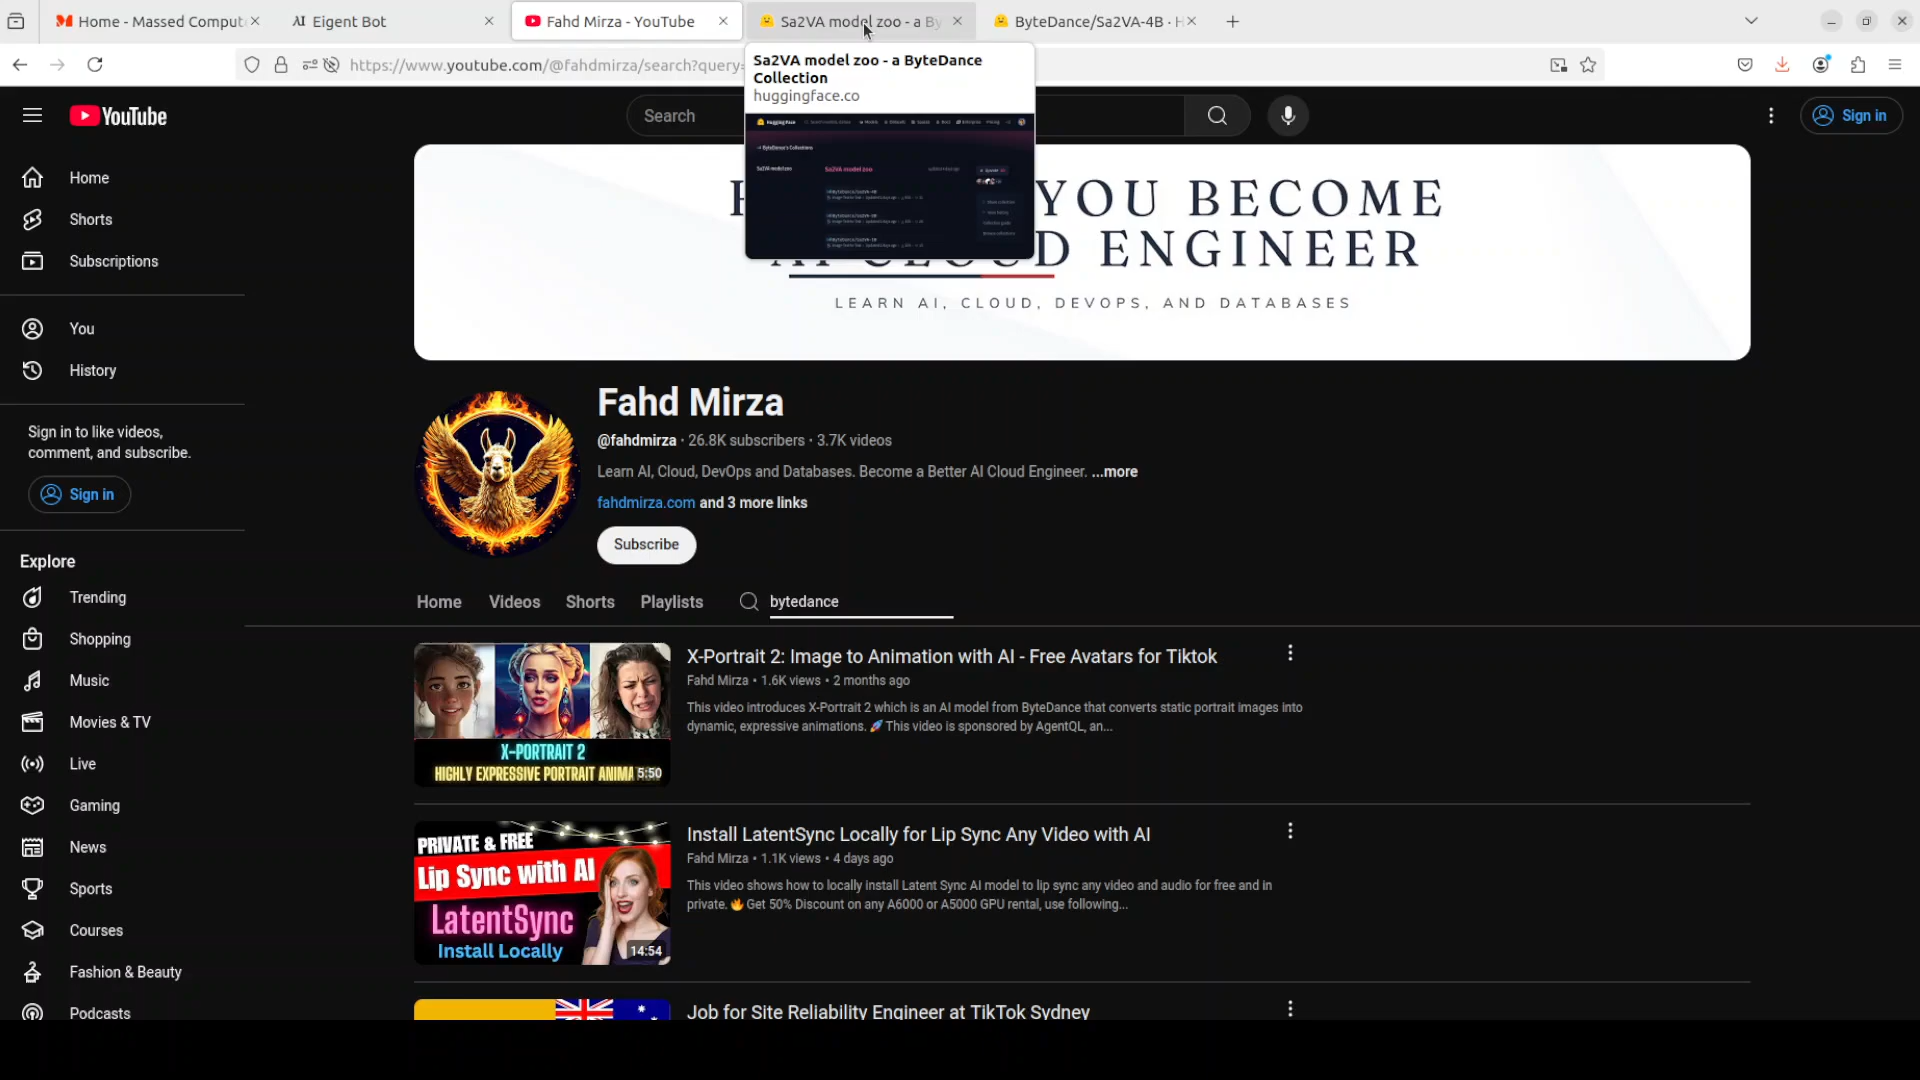 Home - Massed Comput
AI Eigent Bot
Fahd Mirza - YouTube
Sa2VA model zoo - a By
ByteDance/Sa2VA-4B · H
https://www.youtube.com/@fahdmirza/search?query=
Sa2VA model zoo - a ByteDance
Collection
huggingface.co
YouTube
Search
Sign in
Home
Shorts
Subscriptions
You
History
Sign in to like videos,
comment, and subscribe.
Sign in
Explore
Trending
Shopping
Music
Movies & TV
Live
Gaming
News
Sports
Courses
Fashion & Beauty
Podcasts
Hugging Face
ByteDance's Collections
Sa2VA model zoo
Sa2VA model zoo
YOU BECOME
ENGINEER
LEARN AI, CLOUD, DEVOPS, AND DATABASES
Fahd Mirza
@fahdmirza · 26.8K subscribers · 3.7K videos
Learn AI, Cloud, DevOps and Databases. Become a Better AI Cloud Engineer. ...more
fahdmirza.com and 3 more links
Subscribe
Home Videos Shorts Playlists bytedance
X-PORTRAIT 2
HIGHLY EXPRESSIVE PORTRAIT ANIMA
5:50
X-Portrait 2: Image to Animation with AI - Free Avatars for Tiktok
Fahd Mirza • 1.6K views • 2 months ago
This video introduces X-Portrait 2 which is an AI model from ByteDance that converts static portrait images into
dynamic, expressive animations. 🚀 This video is sponsored by AgentQL, an...
PRIVATE & FREE
Lip Sync with AI
LatentSync
Install Locally
14:54
Install LatentSync Locally for Lip Sync Any Video with AI
Fahd Mirza • 1.1K views • 4 days ago
This video shows how to locally install Latent Sync AI model to lip sync any video and audio for free and in
private. 🔥 Get 50% Discount on any A6000 or A5000 GPU rental, use following...
Job for Site Reliability Engineer at TikTok Sydney